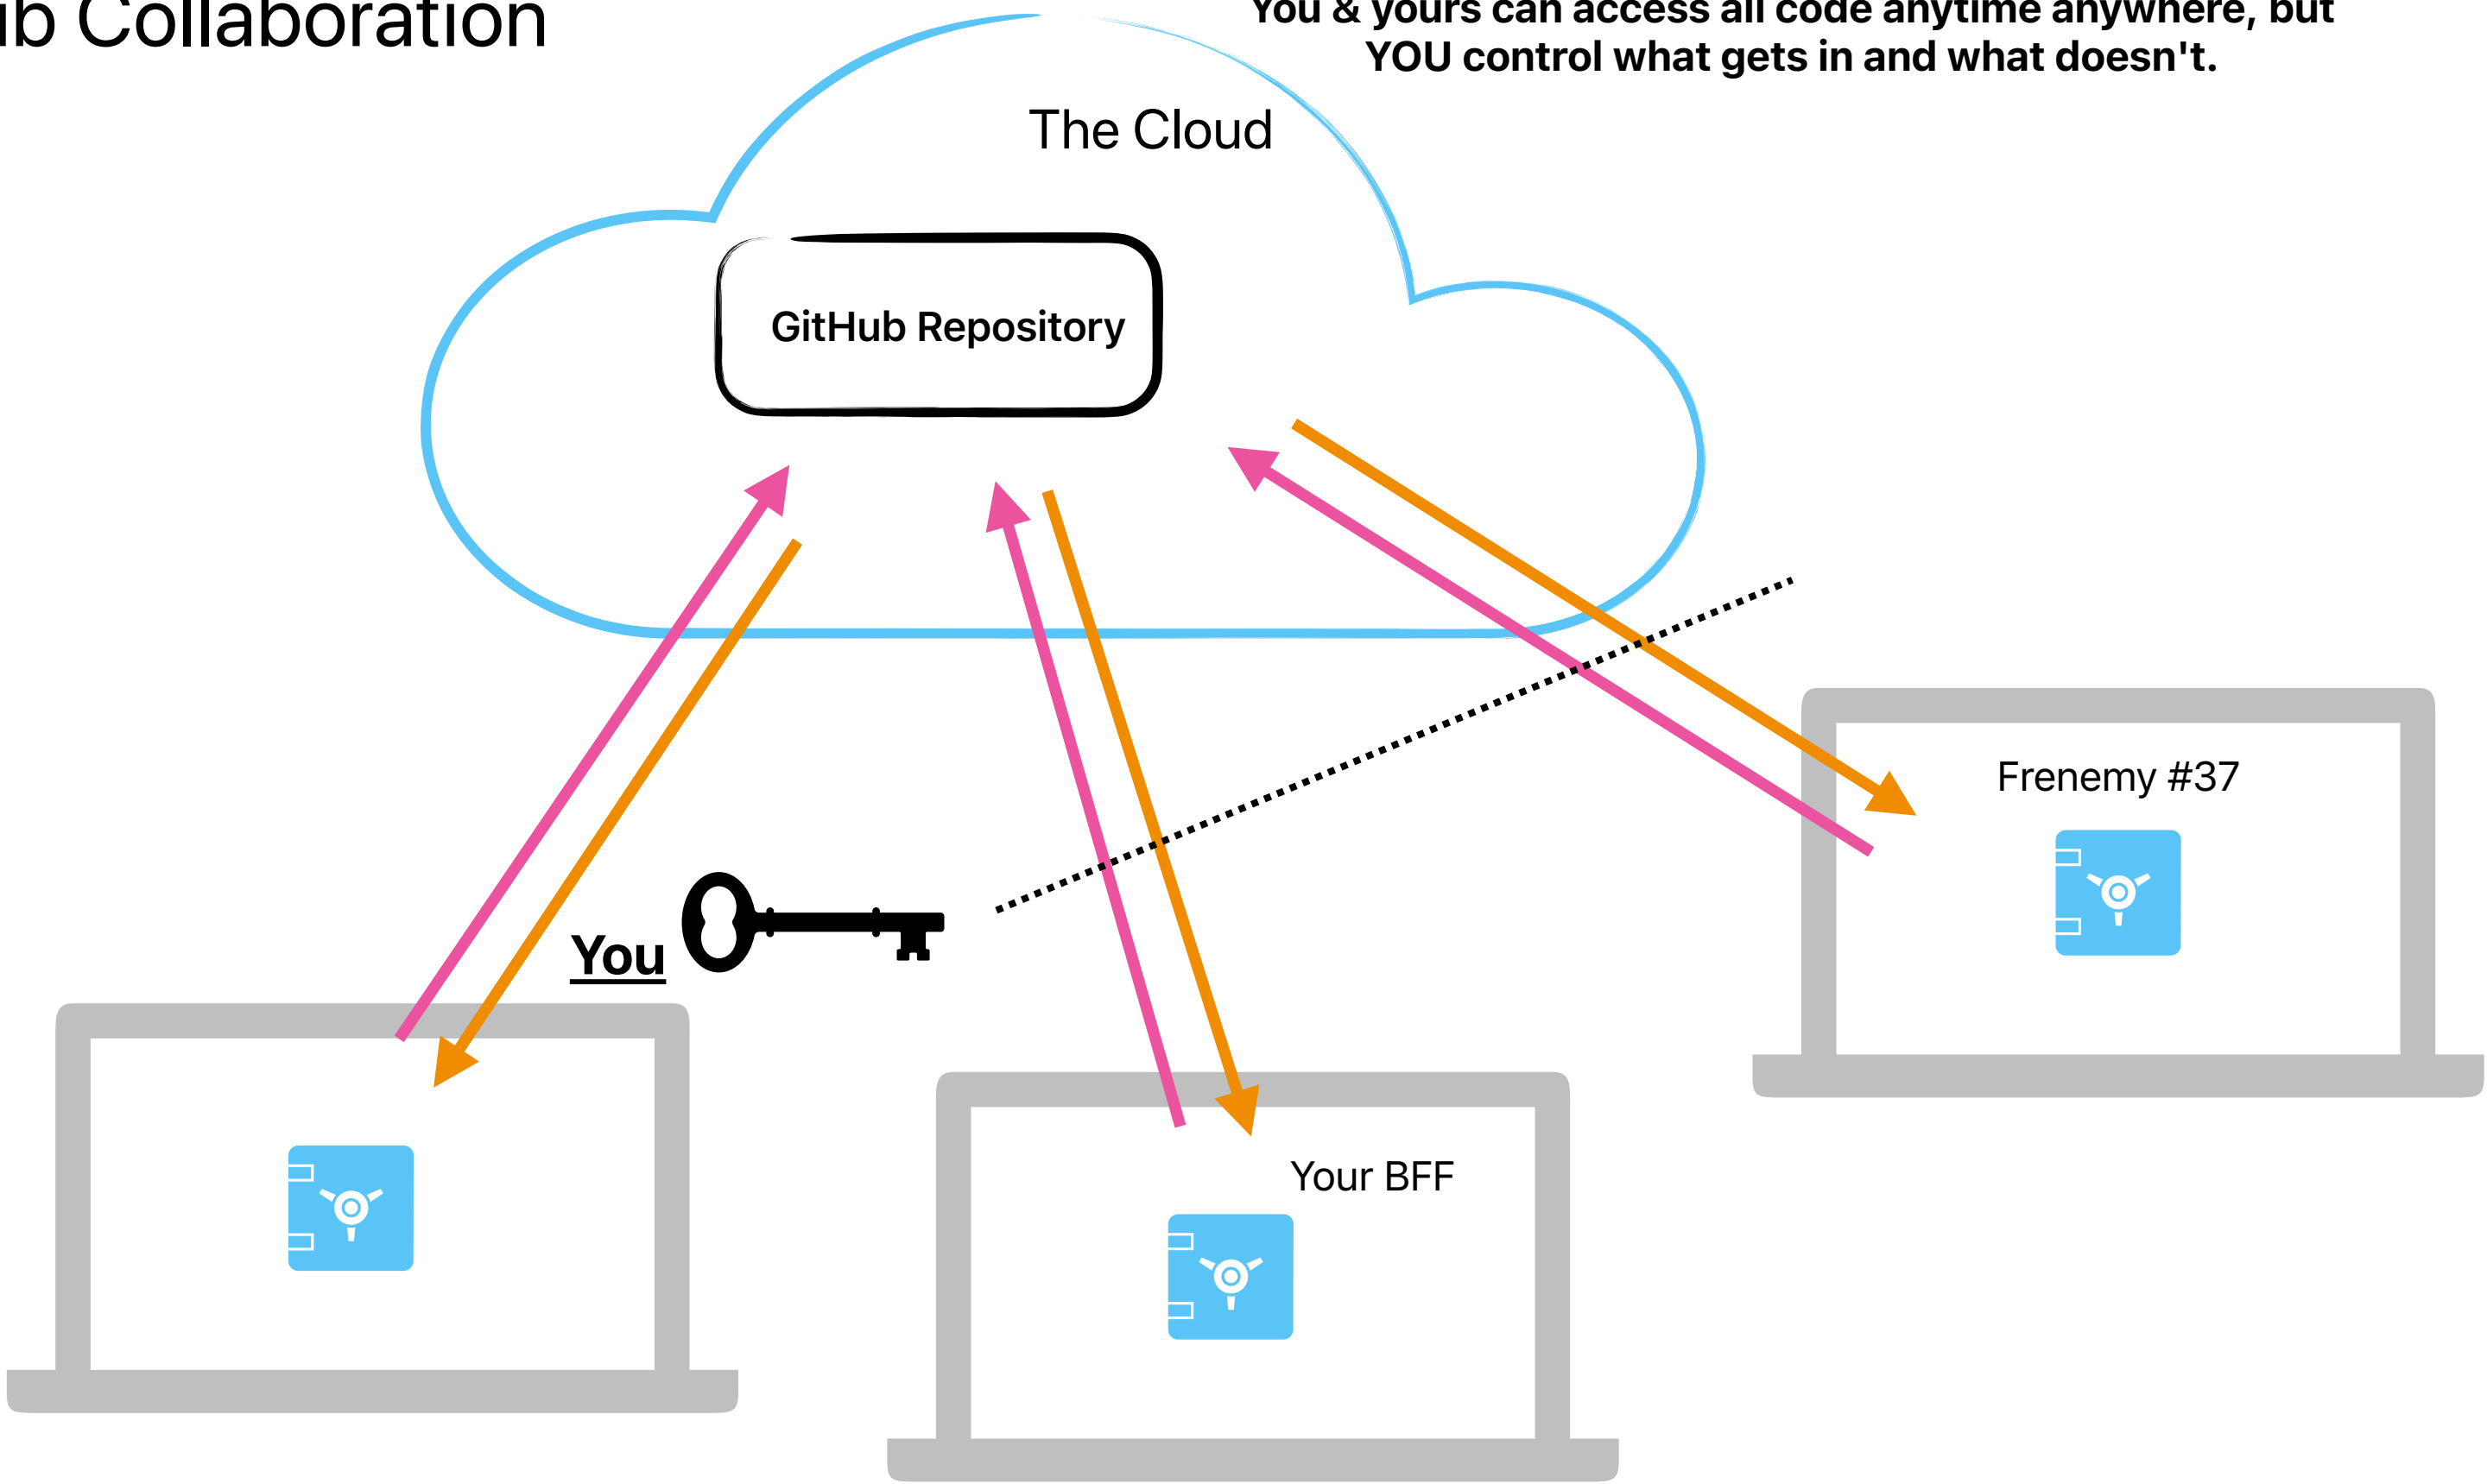 ub Collaboration
You & yours can access all code anytime anywhere, but
YOU control what gets in and what doesn't.
The Cloud
GitHub Repository
Frenemy #37
You
Your BFF